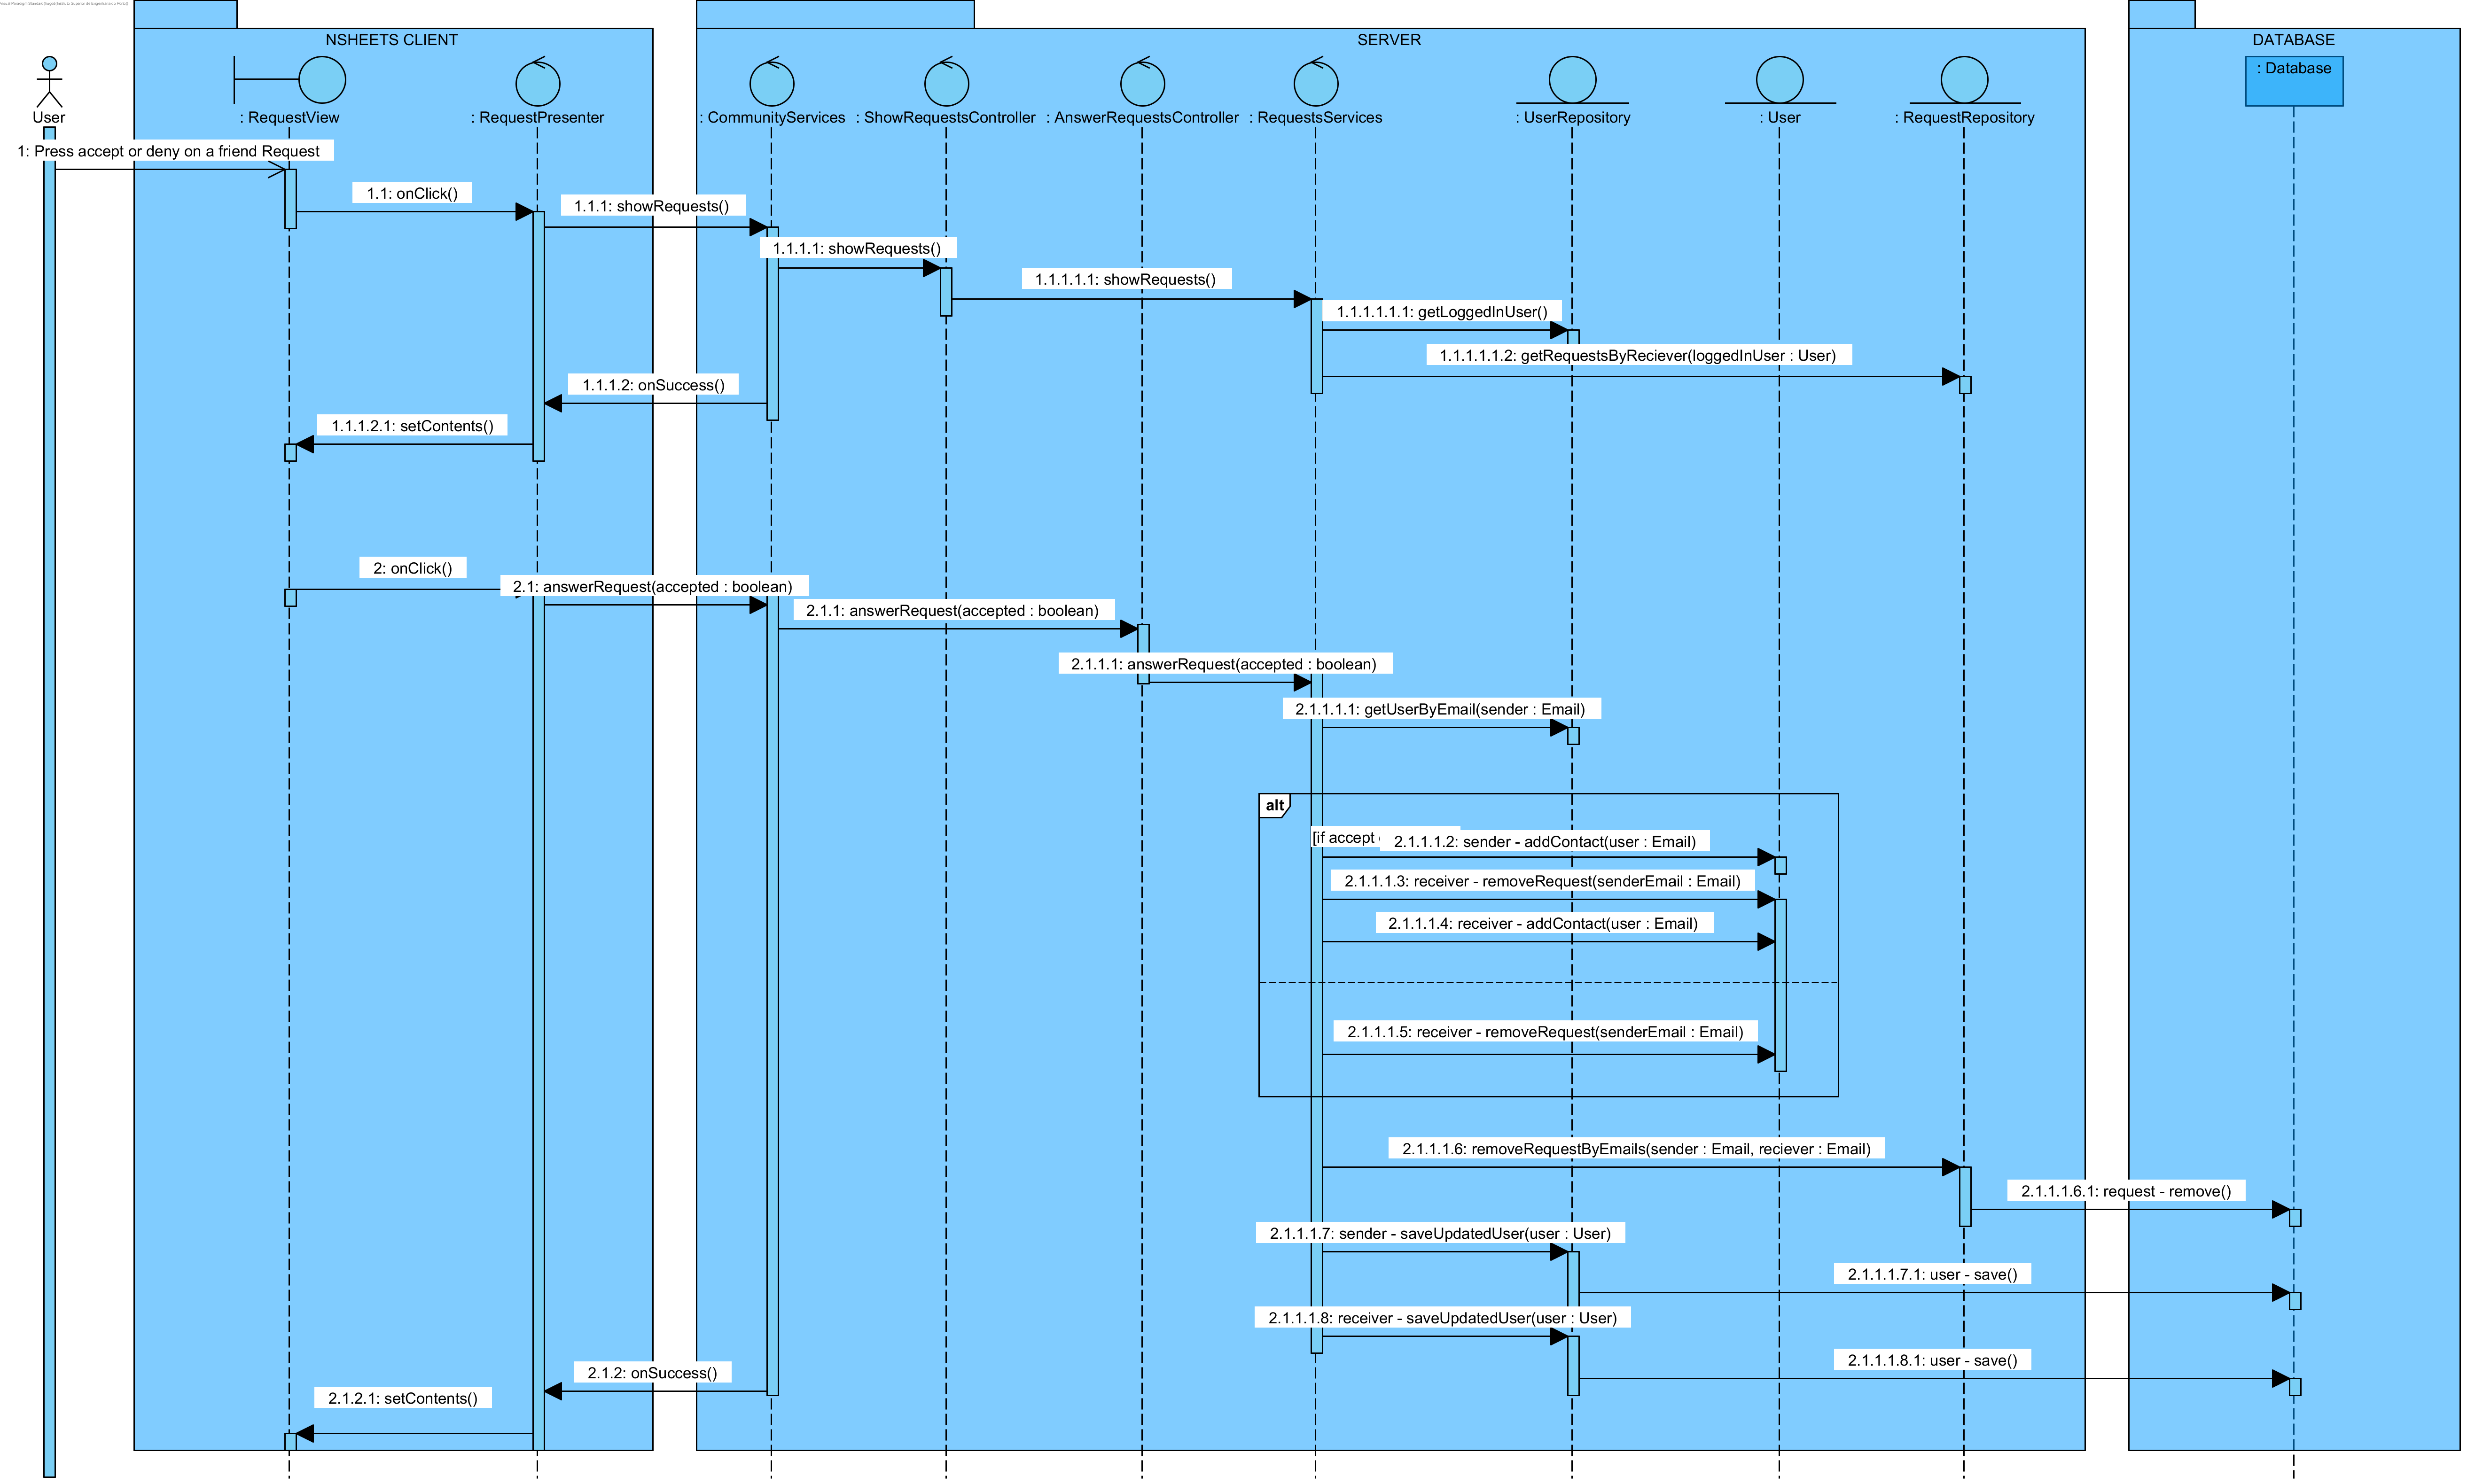 NSHEETS CLIENT
SERVER
DATABASE
: Database
User
: RequestView
: RequestPresenter
: CommunityServices
: ShowRequestsController
: AnswerRequestsController
: RequestsServices
: UserRepository
: User
: RequestRepository
1: Press accept or deny on a friend Request
1.1: onClick()
1.1.1: showRequests()
1.1.1.1: showRequests()
1.1.1.1.1: showRequests()
1.1.1.1.1.1: getLoggedInUser()
1.1.1.1.1.2: getRequestsByReciever(loggedInUser : User)
1.1.1.2: onSuccess()
1.1.1.2.1: setContents()
2: onClick()
2.1: answerRequest(accepted : boolean)
2.1.1: answerRequest(accepted : boolean)
2.1.1.1: answerRequest(accepted : boolean)
2.1.1.1.1: getUserByEmail(sender : Email)
alt
[if accept
2.1.1.1.2: sender - addContact(user : Email)
2.1.1.1.3: receiver - removeRequest(senderEmail : Email)
2.1.1.1.4: receiver - addContact(user : Email)
2.1.1.1.5: receiver - removeRequest(senderEmail : Email)
2.1.1.1.6: removeRequestByEmails(sender : Email, reciever : Email)
2.1.1.1.6.1: request - remove()
2.1.1.1.7: sender - saveUpdatedUser(user : User)
2.1.1.1.7.1: user - save()
2.1.1.1.8: receiver - saveUpdatedUser(user : User)
2.1.1.1.8.1: user - save()
2.1.2: onSuccess()
2.1.2.1: setContents()